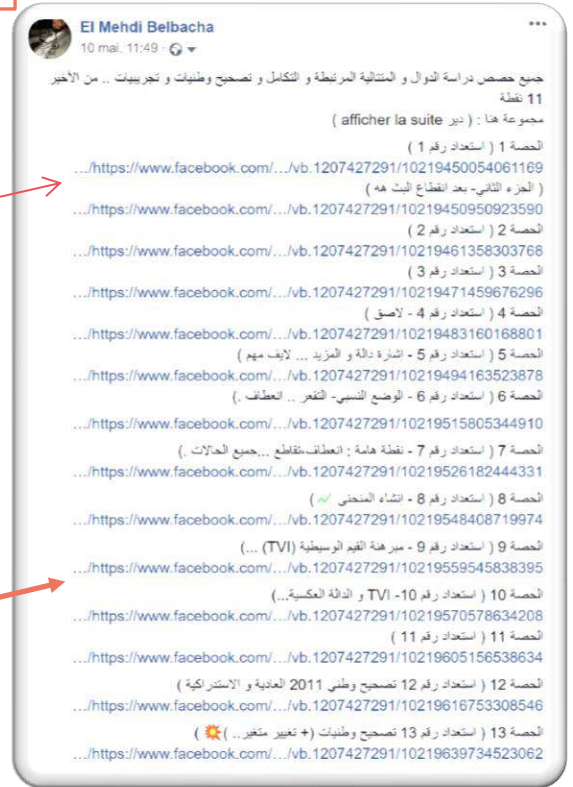 El Mehdi Belbacha
10 mai, 11:49
جميع حصص دراسة الدوال و المتتالية المرتبطة و التكامل و تصحيح وطنيات و تجريبيات .. من الأخير
11 نقطة
مجموعة هنا : ( دير afficher la suite )
الحصة 1 ( استعداد رقم 1 )
…/https://www.facebook.com/…/vb.1207427291/10219450054061169
( الجزء الثاني- بعد انقطاع البث هه )
…/https://www.facebook.com/…/vb.1207427291/10219450950923590
الحصة 2 ( استعداد رقم 2 )
…/https://www.facebook.com/…/vb.1207427291/10219461358303768
الحصة 3 ( استعداد رقم 3 )
…/https://www.facebook.com/…/vb.1207427291/10219471459676296
الحصة 4 ( استعداد رقم 4 - لاصق )
…/https://www.facebook.com/…/vb.1207427291/10219483160168801
الحصة 5 ( استعداد رقم 5 - اشارة دالة و المزيد ... لايف مهم )
…/https://www.facebook.com/…/vb.1207427291/10219494163523878
الحصة 6 ( استعداد رقم 6 - الوضع النسبي- التقعر .. انعطاف .)
…/https://www.facebook.com/…/vb.1207427291/10219515805344910
الحصة 7 ( استعداد رقم 7 - نقطة هامة : انعطاف،تقاطع ...جميع الحالات .)
…/https://www.facebook.com/…/vb.1207427291/10219526182444331
الحصة 8 ( استعداد رقم 8 - انشاء المنحنى )
…/https://www.facebook.com/…/vb.1207427291/10219548408719974
الحصة 9 ( استعداد رقم 9 - مبرهنة القيم الوسيطية (TVI) ...)
…/https://www.facebook.com/…/vb.1207427291/10219559545838395
الحصة 10 ( استعداد رقم 10- TVI و الدالة العكسية...)
…/https://www.facebook.com/…/vb.1207427291/10219570578634208
الحصة 11 ( استعداد رقم 11 )
…/https://www.facebook.com/…/vb.1207427291/10219605156538634
الحصة 12 ( استعداد رقم 12 تصحيح وطني 2011 العادية و الاستدراكية )
…/https://www.facebook.com/…/vb.1207427291/10219616753308546
الحصة 13 ( استعداد رقم 13 تصحيح وطنيات (+ تغيير متغير.. )💥 )
…/https://www.facebook.com/…/vb.1207427291/10219639734523062